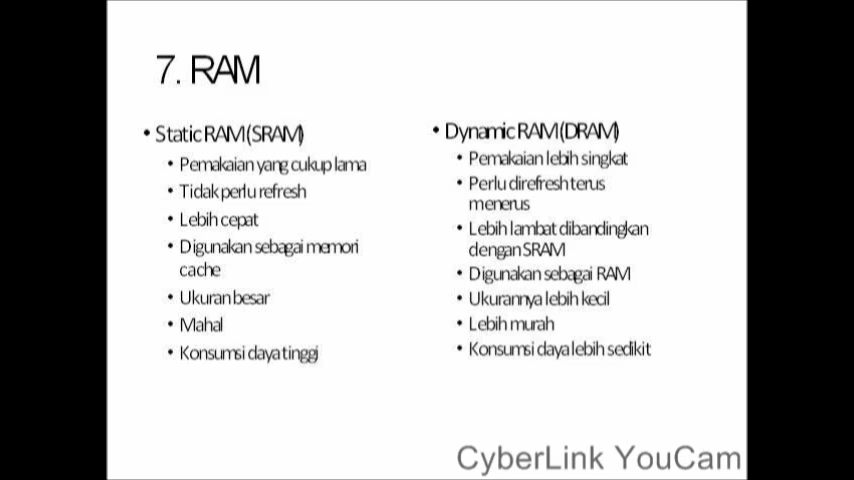 7. RAM
• Static RAM (SRAM)
• Pemakaian yang cukup lama
• Tidak perlu refresh
• Lebih cepat
• Digunakan sebagai memori
cache
• Ukuran besar
• Mahal
• Konsumsi daya tinggi
• Dynamic RAM (DRAM)
• Pemakaian lebih singkat
• Perlu direfresh terus
menerus
• Lebih lambat dibandingkan
dengan SRAM
• Digunakan sebagai RAM
• Ukurannya lebih kecil
• Lebih murah
• Konsumsi daya lebih sedikit
CyberLink YouCam